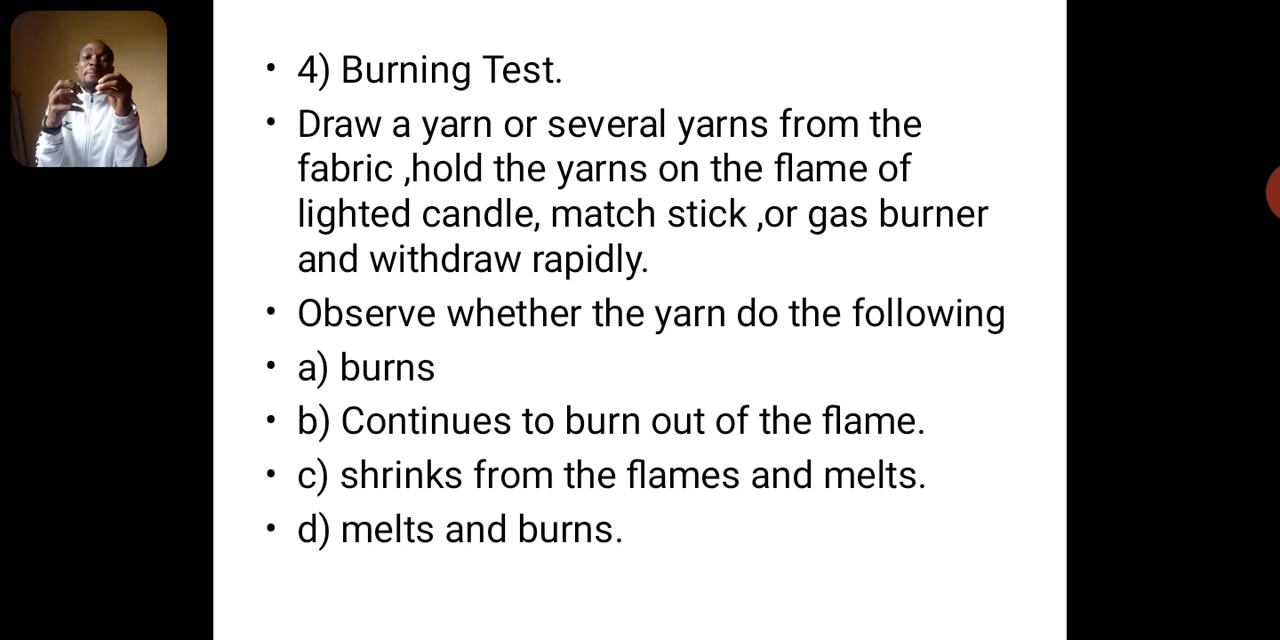 • 4) Burning Test.
• Draw a yarn or several yarns from the
fabric ,hold the yarns on the flame of
lighted candle, match stick ,or gas burner
and withdraw rapidly.
• Observe whether the yarn do the following
• a) burns
• b) Continues to burn out of the flame.
• c) shrinks from the flames and melts.
• d) melts and burns.